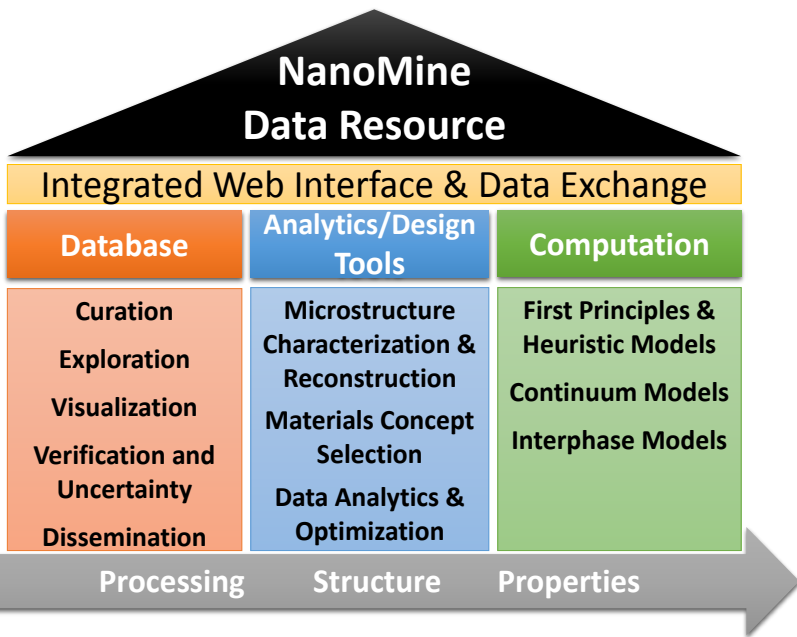 NanoMine
Data Resource
Integrated Web Interface & Data Exchange
Database
Curation
Exploration
Visualization
Verification and
Uncertainty
Dissemination
Analytics/Design
Tools
Microstructure
Characterization &
Reconstruction
Materials Concept
Selection
Data Analytics &
Optimization
Computation
First Principles &
Heuristic Models
Continuum Models
Interphase Models
Processing Structure Properties